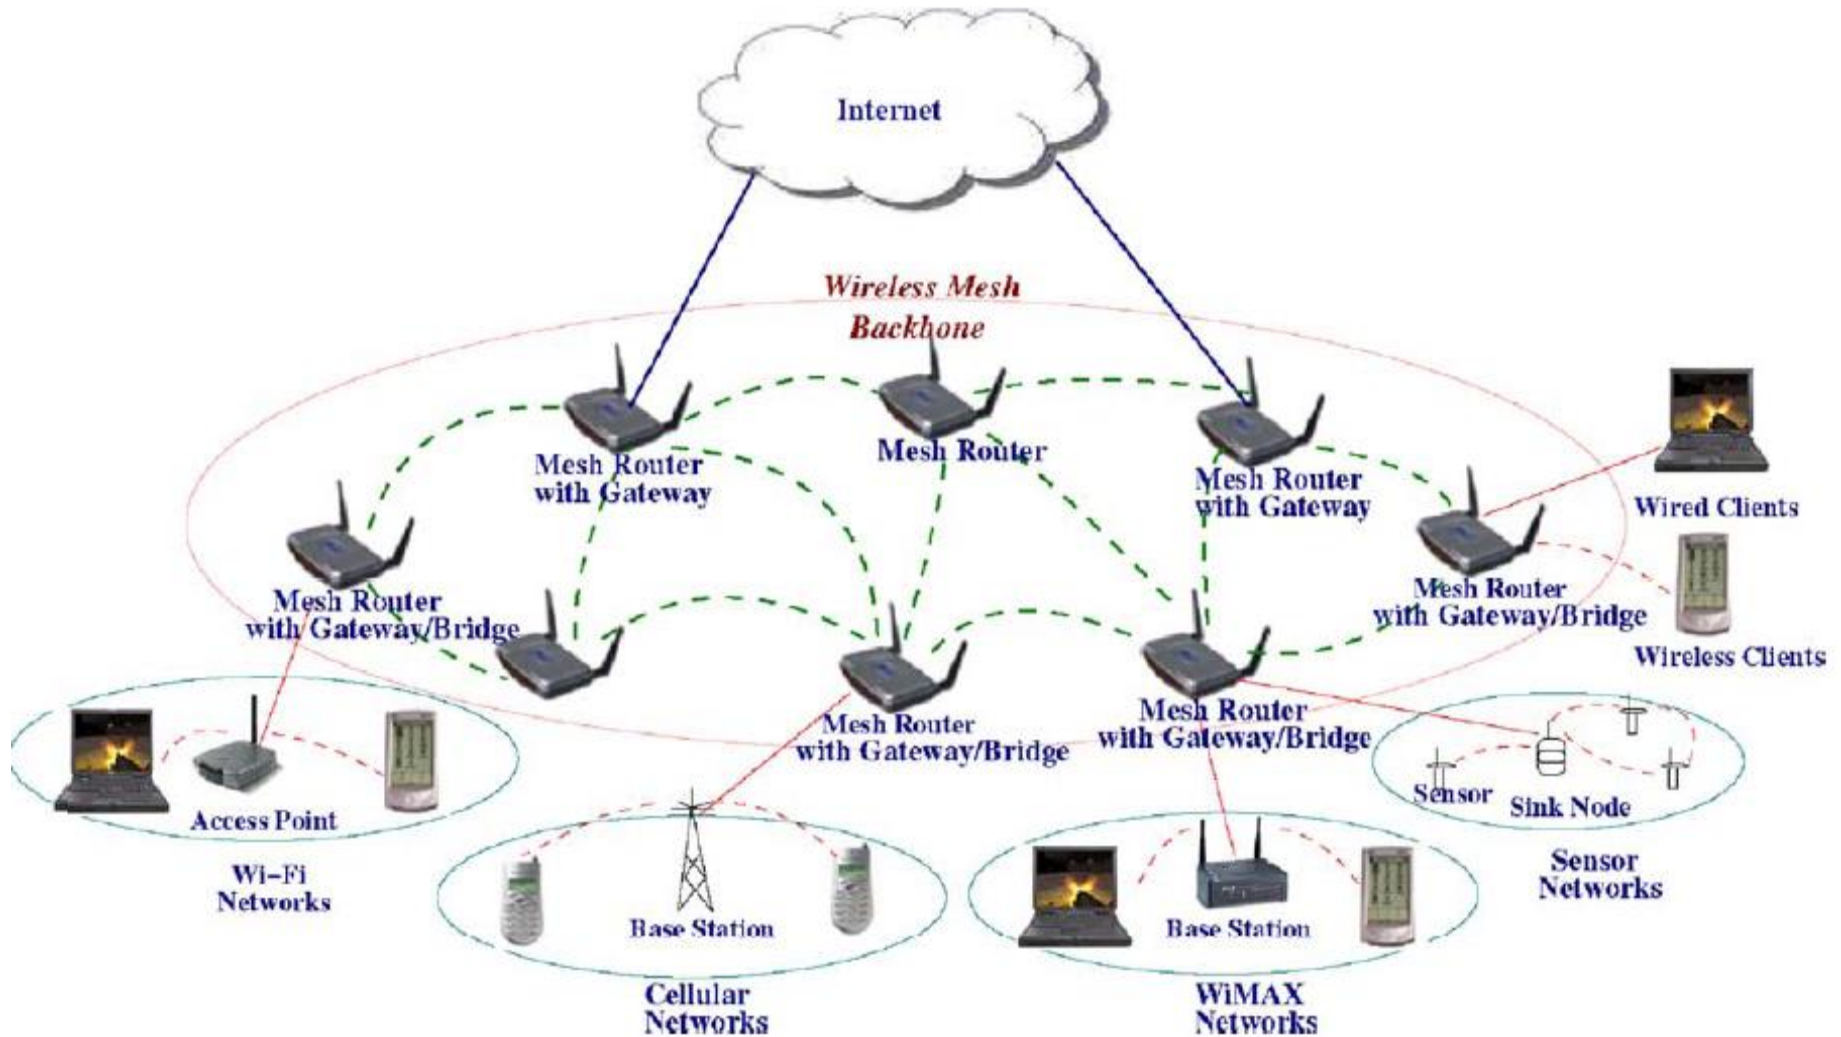 Internet
Wireless Mesh
Backbone
Mesh Router
with Gateway
Mesh Router
Mesh Router
with Gateway
Wired Clients
Mesh Router
with Gateway/Bridge
Mesh Router
with Gateway/Bridge
Wireless Clients
Mesh Router
with Gateway/Bridge
Mesh Router
with Gateway/Bridge
Access Point
Sensor
Sink Node
Wi-Fi
Networks
Base Station
Base Station
Sensor
Networks
Cellular
Networks
WiMAX
Networks